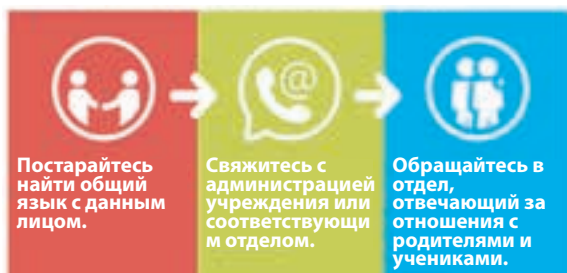 Постарайтесь
найти общий
язык с данным
лицом.
Свяжитесь с
администрацией
учреждения или
соответствующи
м отделом.
Обращайтесь в
отдел,
отвечающий за
отношения с
родителями и
учениками.